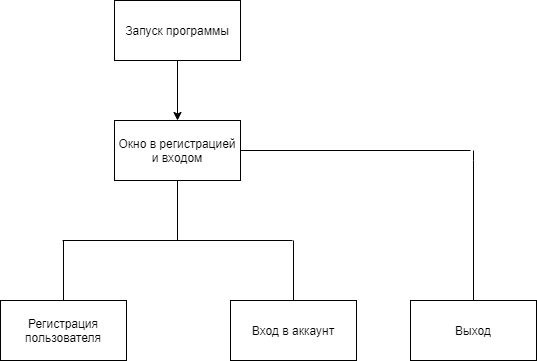 Запуск программы
Окно в регистрацией
и входом
Регистрация
пользователя
Вход в аккаунт
Выход